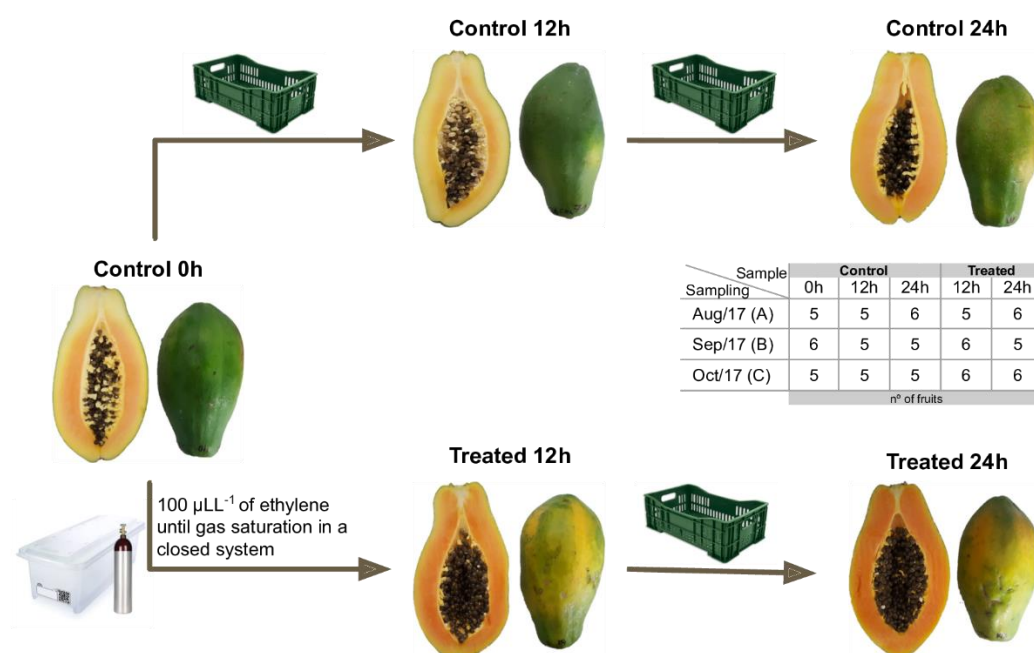 Control 12h
Control 24h
Control 0h
Sample
Control
Treated
Sampling
0h
12h
24h
12h
24h
Aug/17 (A)
5
5
6
5
6
Sep/17 (B)
6
5
5
6
5
Oct/17 (C)
5
5
5
6
6
nº of fruits
Treated 12h
Treated 24h
100 µLL⁻¹ of ethylene
until gas saturation in a
closed system